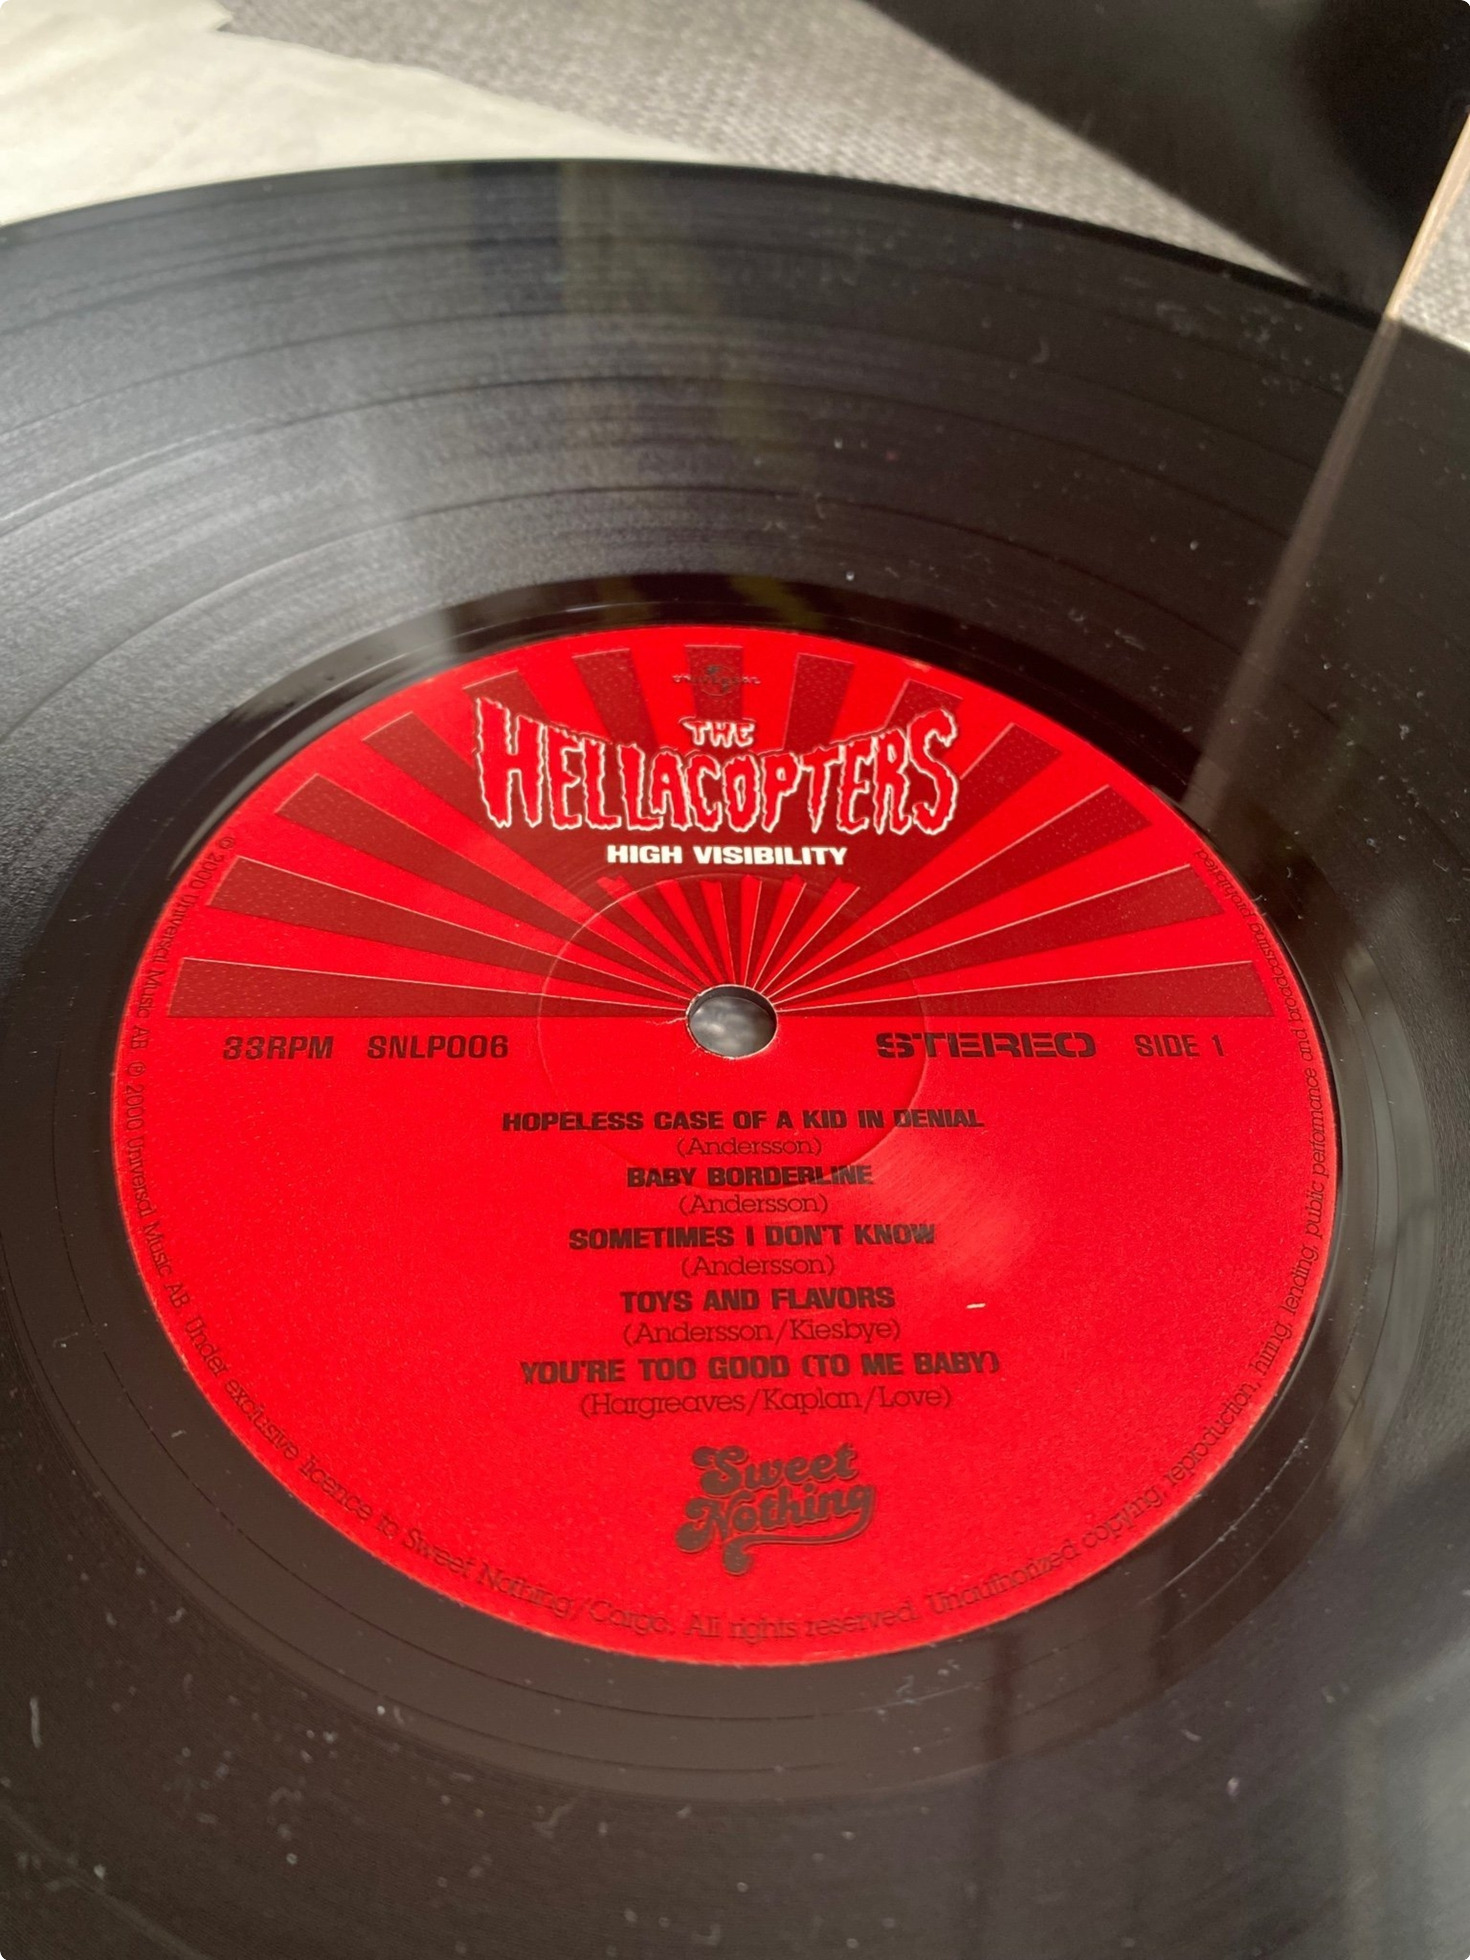 UNIVERSAL
THE
HELLACOPTERS
HIGH VISIBILITY
33RPM SNLP006
STEREO SIDE 1
HOPELESS CASE OF A KID IN DENIAL
(Andersson)
BABY BORDERLINE
(Andersson)
SOMETIMES I DON'T KNOW
(Andersson)
TOYS AND FLAVORS
(Andersson/Kiesbye)
YOU'RE TOO GOOD (TO ME BABY)
(Hargreaves/Kaplan/Love)
Sweet
Nothing
℗ 2000 Universal Music AB © 2000 Universal Music AB Under exclusive licence to Sweet Nothing/Cargo. All rights reserved. Unauthorized copying, reproduction, hiring, lending, public performance and broadcasting prohibited